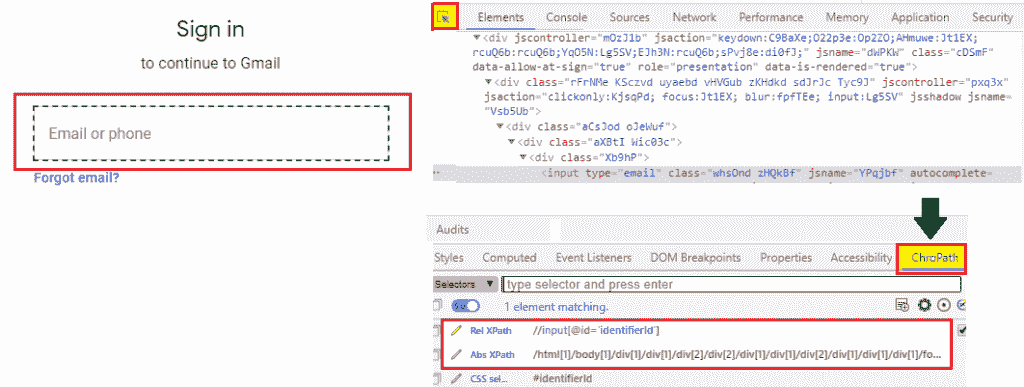 Sign in
to continue to Gmail
Email or phone
Forgot email?
Elements Console Sources Network Performance Memory Application Security
▼<div jscontroller="mOzJ1b" jsaction="keydown:C9BaXe;O22p3e:Op2ZO;AHmuwe:Jt1EX;
rcuQ6b:rcuQ6b;YqO5N:Lg5SV;EJh3N:rcuQ6b;sPvj8e:di0fJ;" jsname="dWPKW" class="cDSmF"
data-allow-at-sign="true" role="presentation" data-is-rendered="true">
▼<div class="rFrNMe KSczvd uyaebd vHVGub zKHdkd sdJrJc Tyc9J" jscontroller="pxq3x"
jsaction="clickonly:KjsqPd; focus:Jt1EX; blur:fpfTEe; input:Lg5SV" jsshadow jsname=
"Vsb5Ub">
▼<div class="aCsJod oJeWuf">
▼<div class="aXBtI Wic03c">
▼<div class="Xb9hP">
<input type="email" class="whsOnd zHQkBf" jsname="YPqjbf" autocomplete=
Audits
Styles Computed Event Listeners DOM Breakpoints Properties Accessibility ChroPath
Selectors ▼ type selector and press enter
1 element matching.
Rel XPath //input[@id='identifierId']
Abs XPath /html[1]/body[1]/div[1]/div[1]/div[2]/div[2]/div[1]/div[1]/div[2]/div[1]/div[1]/div[1]/fo...
CSS sel... #identifierId